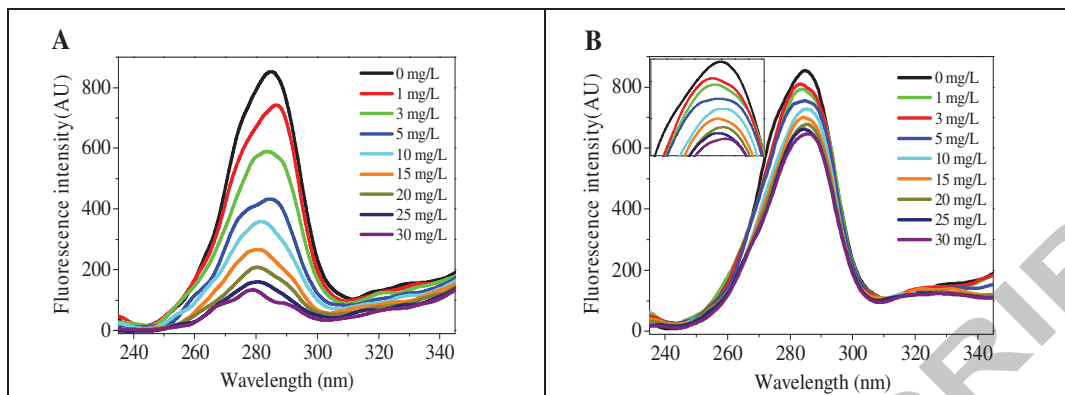 A
Fluorescence intensity(AU)
800
600
400
200
0
240 260 280 300 320 340
Wavelength (nm)
0 mg/L
1 mg/L
3 mg/L
5 mg/L
10 mg/L
15 mg/L
20 mg/L
25 mg/L
30 mg/L
B
Fluorescence intensity(AU)
800
600
400
200
0
240 260 280 300 320 340
Wavelength (nm)
0 mg/L
1 mg/L
3 mg/L
5 mg/L
10 mg/L
15 mg/L
20 mg/L
25 mg/L
30 mg/L